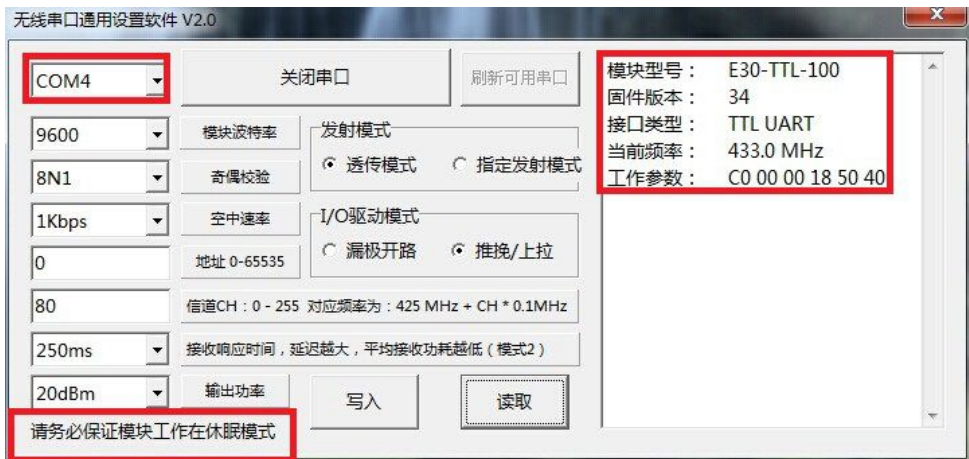 无线串口通用设置软件 V2.0
COM4
关闭串口
刷新可用串口
9600
模块波特率
8N1
奇偶校验
1Kbps
空中速率
0
地址 0-65535
80
信道CH：0 - 255 对应频率为：425 MHz + CH * 0.1MHz
250ms
接收响应时间，延迟越大，平均接收功耗越低（模式2）
20dBm
输出功率
发射模式
透传模式 指定发射模式
I/O驱动模式
漏极开路 推挽/上拉
写入
读取
请务必保证模块工作在休眠模式
模块型号： E30-TTL-100
固件版本： 34
接口类型： TTL UART
当前频率： 433.0 MHz
工作参数： C0 00 00 18 50 40